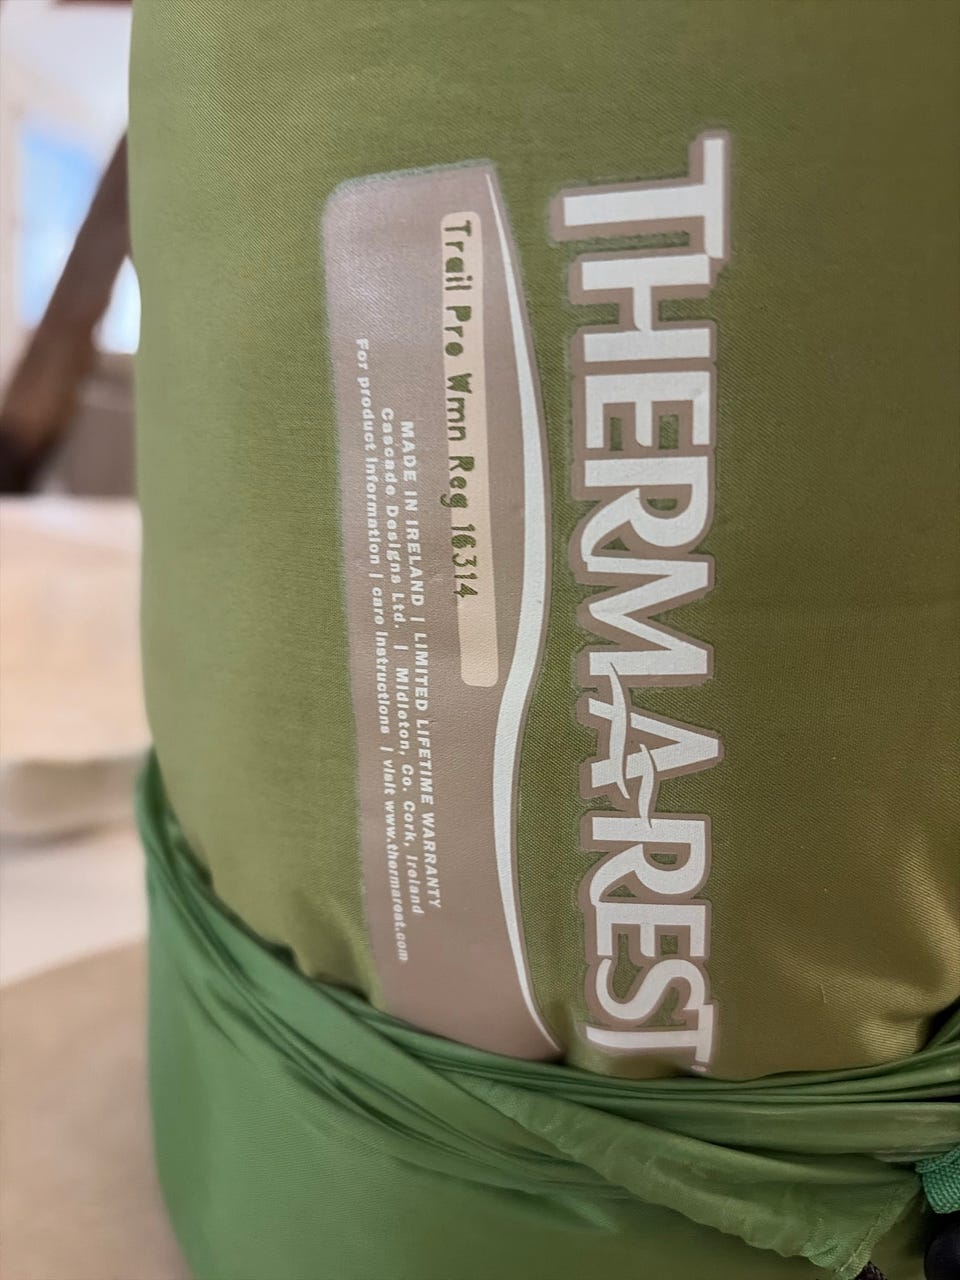 THERMAREST
Trail Pro Wmn Reg 16314
MADE IN IRELAND | LIMITED LIFETIME WARRANTY
Cascade Designs Ltd. | Midleton, Co. Cork, Ireland
For product information | care instructions | visit www.thermarest.com